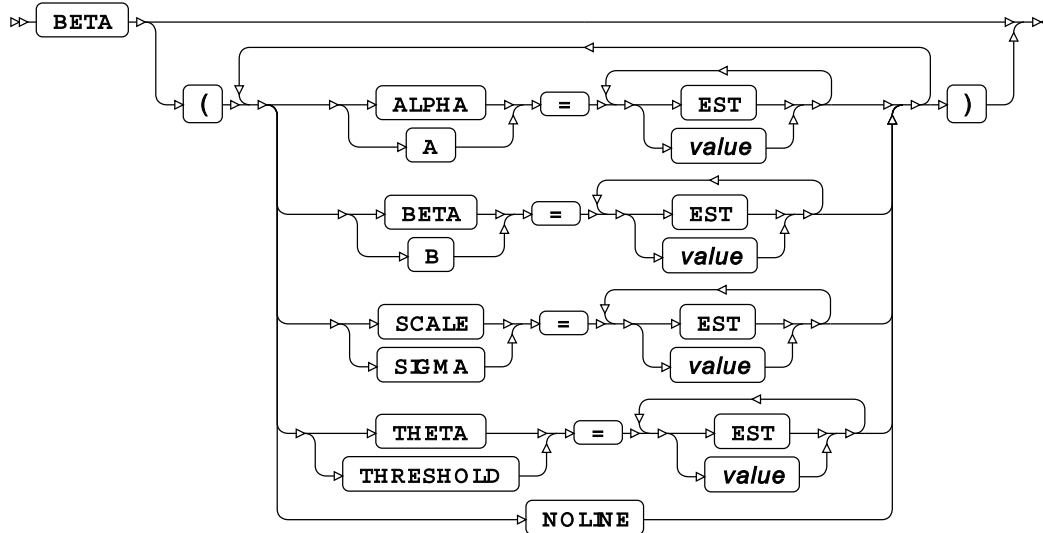 BETA
( )
ALPHA = EST
A value
BETA = EST
B value
SCALE = EST
SIGMA value
THETA = EST
THRESHOLD value
NOLINE